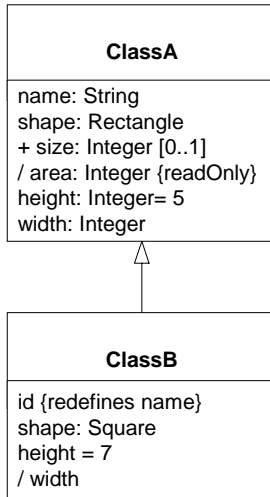 ClassA
name: String
shape: Rectangle
+ size: Integer [0..1]
/ area: Integer {readOnly}
height: Integer= 5
width: Integer
ClassB
id {redefines name}
shape: Square
height = 7
/ width